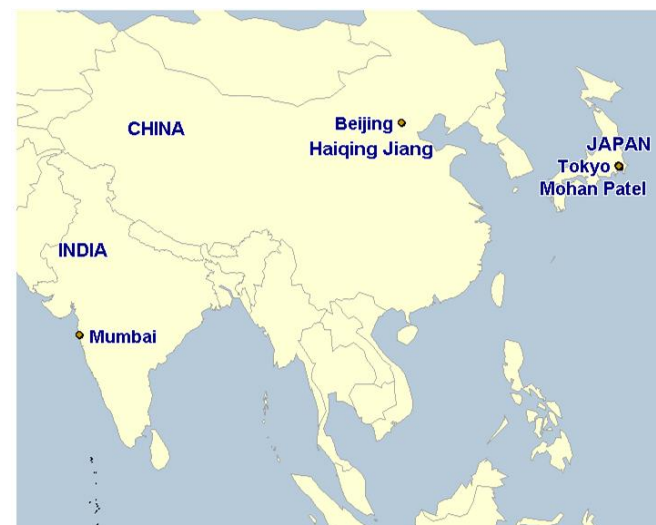 CHINA
Beijing
Haiqing Jiang
JAPAN
Tokyo
Mohan Patel
INDIA
Mumbai